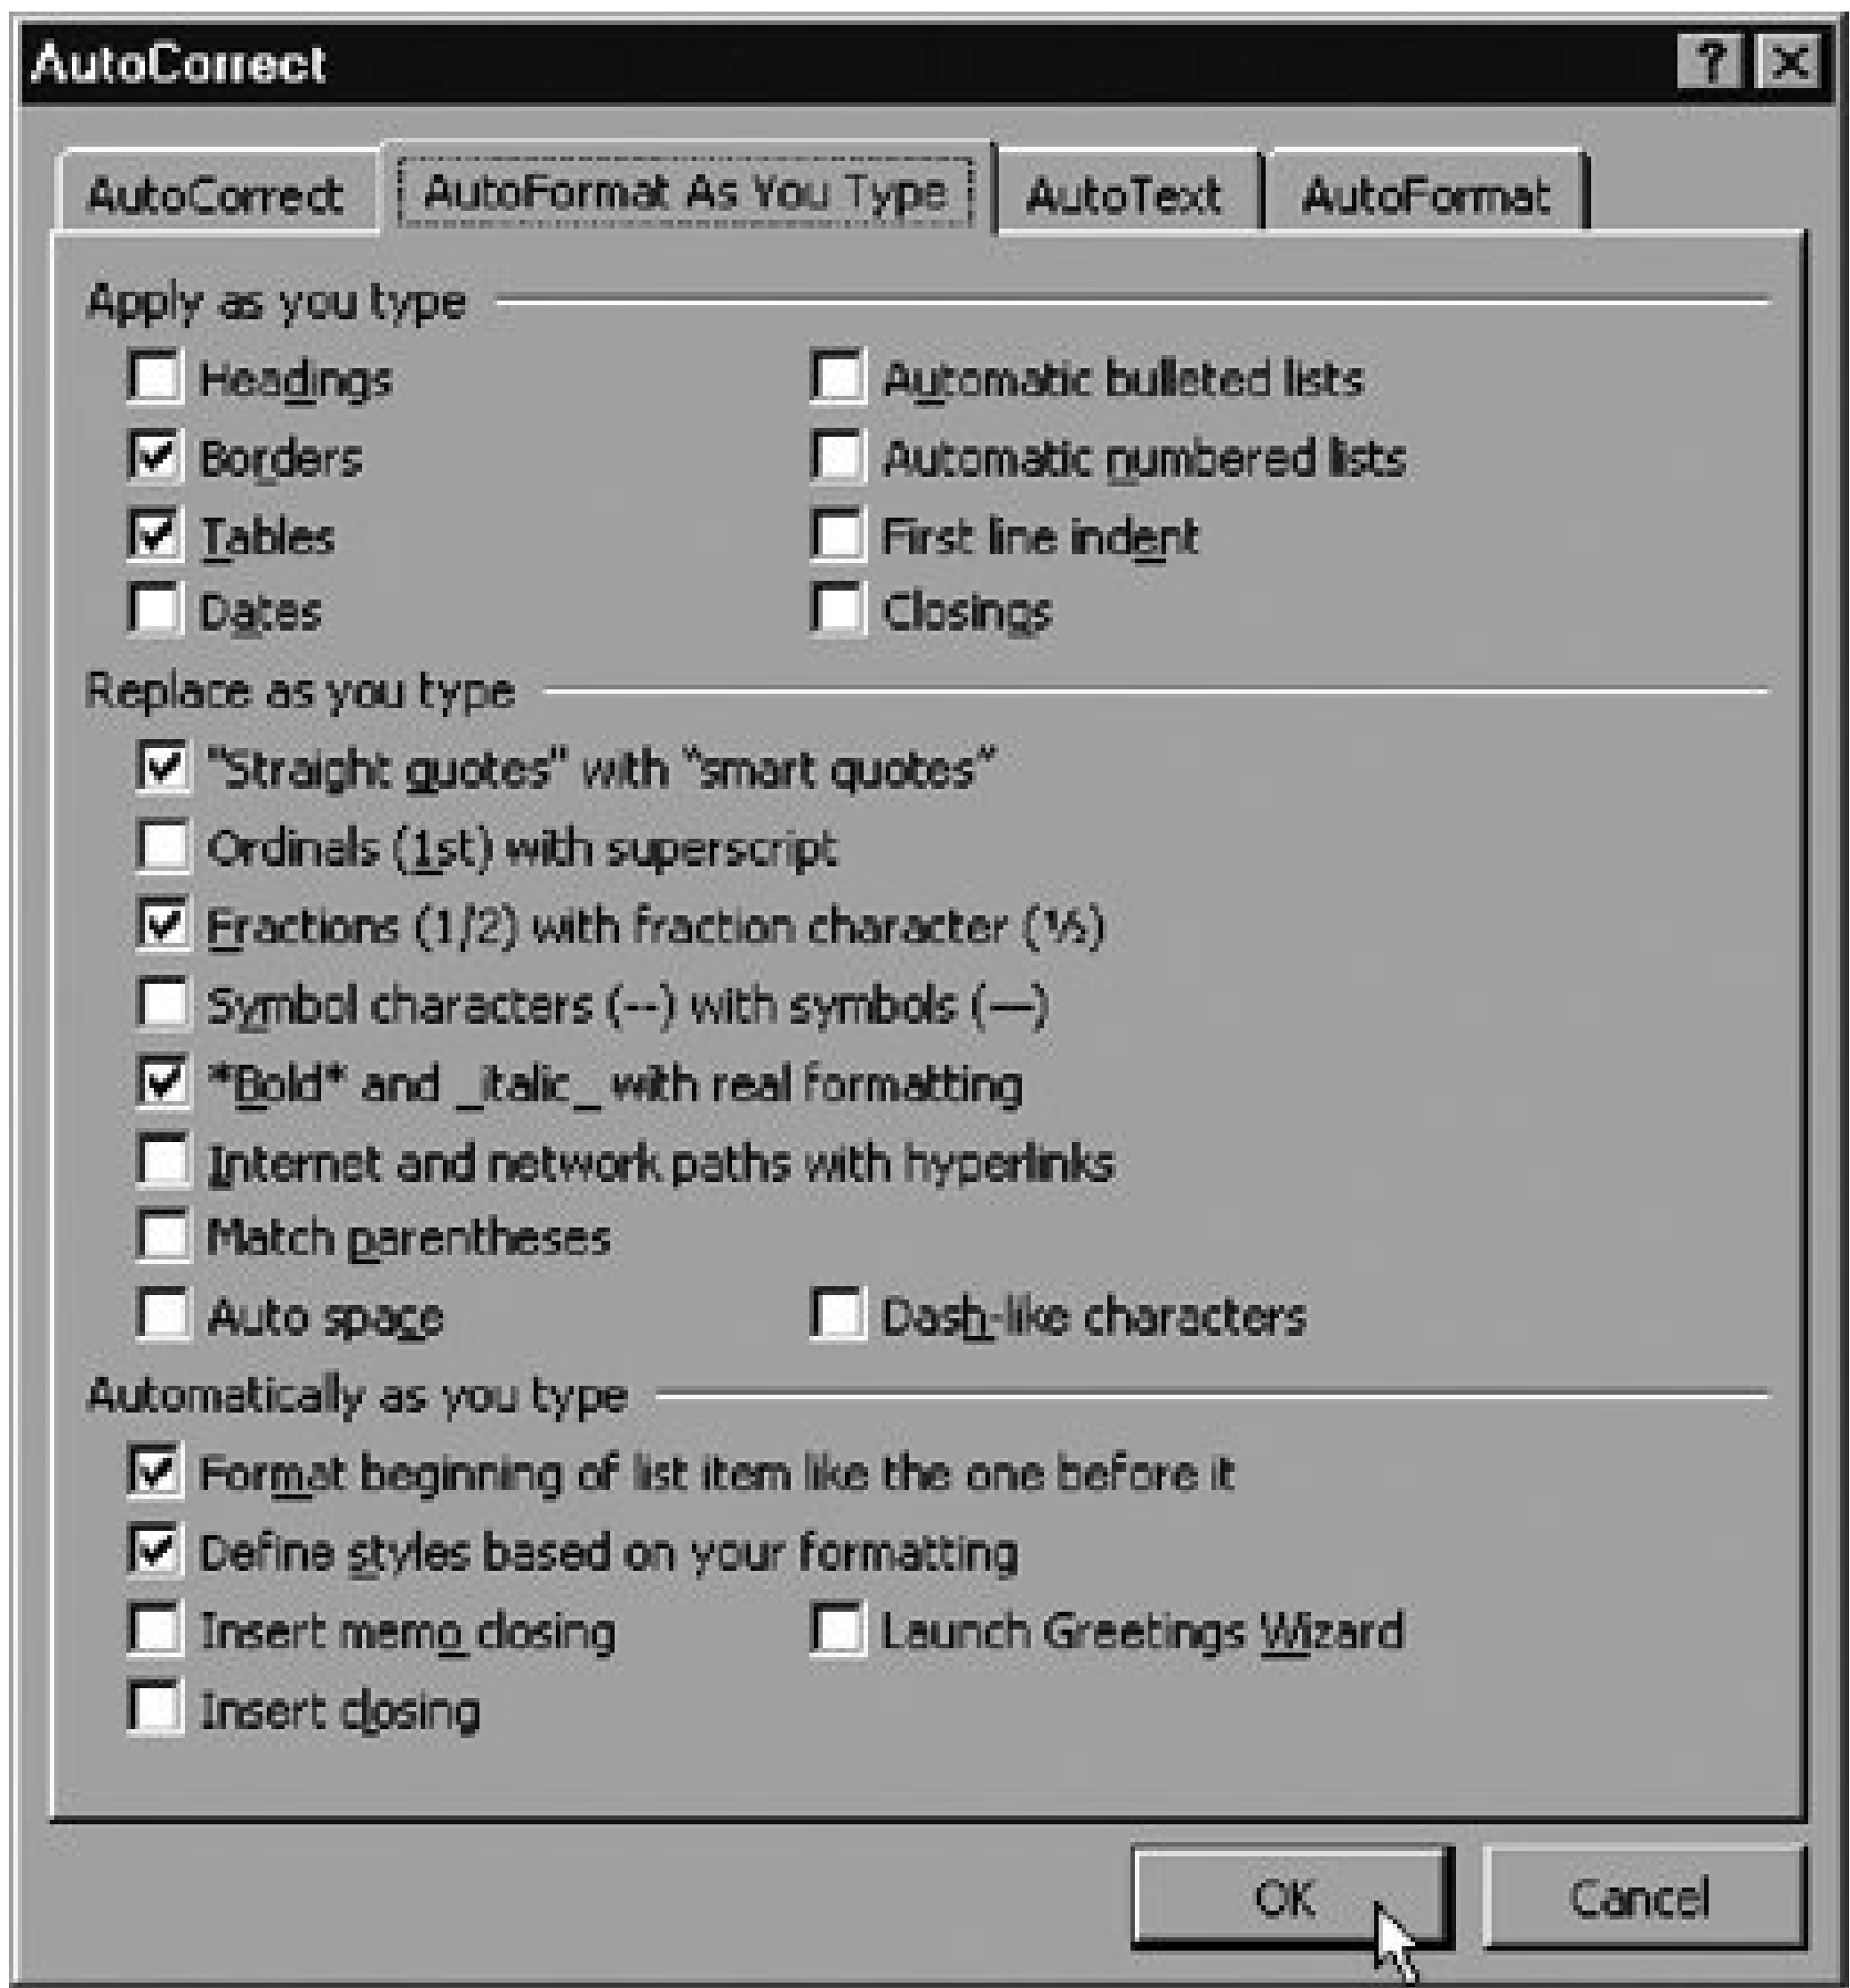 AutoCorrect
AutoCorrect AutoFormat As You Type AutoText AutoFormat
Apply as you type
Headings Automatic bulleted lists
Borders Automatic numbered lists
Tables First line indent
Dates Closings
Replace as you type
"Straight quotes" with “smart quotes”
Ordinals (1st) with superscript
Fractions (1/2) with fraction character (½)
Symbol characters (--) with symbols (—)
*Bold* and _italic_ with real formatting
Internet and network paths with hyperlinks
Match parentheses
Auto space Dash-like characters
Automatically as you type
Format beginning of list item like the one before it
Define styles based on your formatting
Insert memo closing Launch Greetings Wizard
Insert closing
OK Cancel